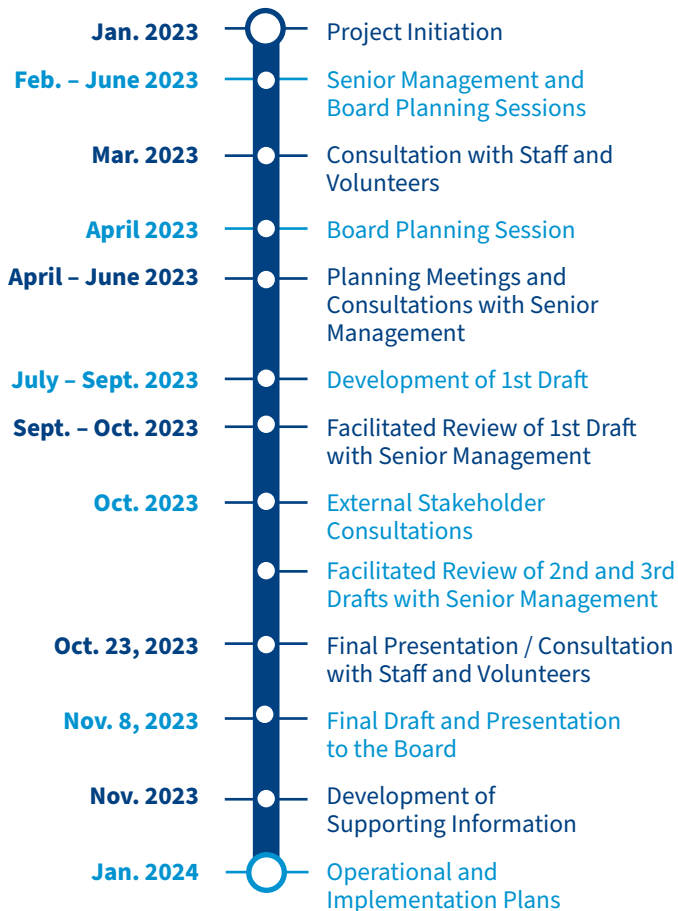 Jan. 2023 Project Initiation
Feb. – June 2023 Senior Management and
Board Planning Sessions
Mar. 2023 Consultation with Staff and
Volunteers
April 2023 Board Planning Session
April – June 2023 Planning Meetings and
Consultations with Senior
Management
July – Sept. 2023 Development of 1st Draft
Sept. – Oct. 2023 Facilitated Review of 1st Draft
with Senior Management
Oct. 2023 External Stakeholder
Consultations
Facilitated Review of 2nd and 3rd
Drafts with Senior Management
Oct. 23, 2023 Final Presentation / Consultation
with Staff and Volunteers
Nov. 8, 2023 Final Draft and Presentation
to the Board
Nov. 2023 Development of
Supporting Information
Jan. 2024 Operational and
Implementation Plans